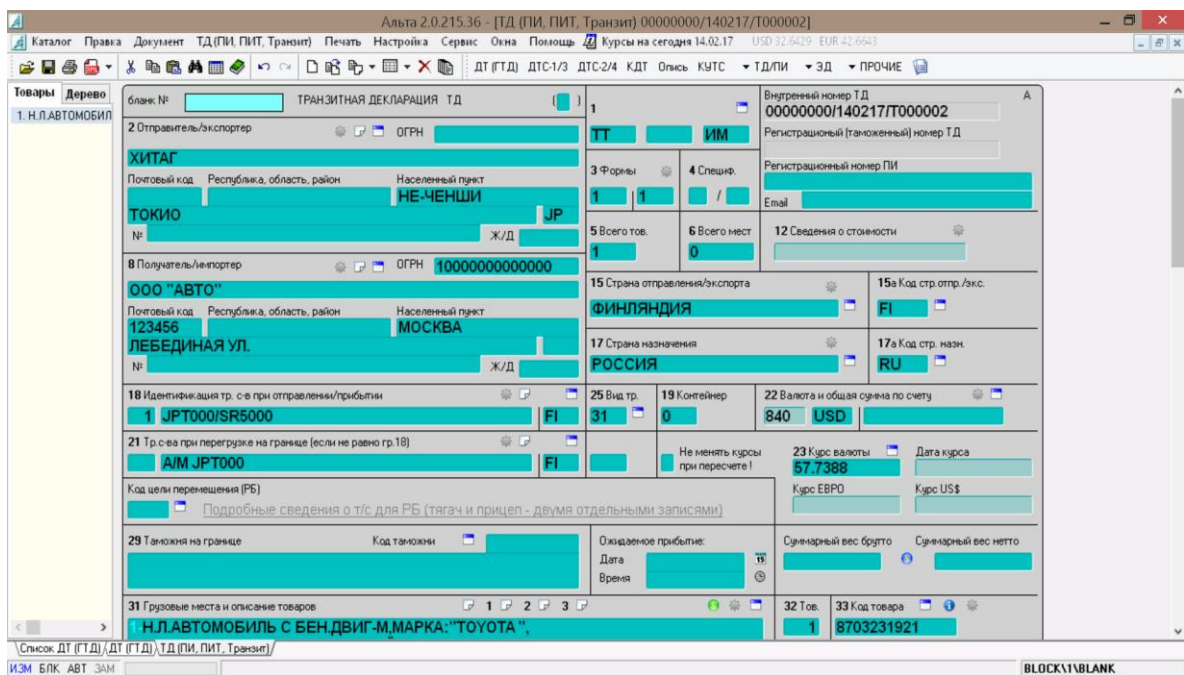 Альта 2.0.215.36 - [ТД (ПИ, ПИТ, Транзит) 00000000/140217/Т000002]
Каталог Правка Документ ТД(ПИ, ПИТ, Транзит) Печать Настройка Сервис Окна Помощь Курсы на сегодня 14.02.17 USD 32.6429 EUR 42.6643
ДТ (ГТД) ДТС-1/3 ДТС-2/4 КДТ Опись КУТС ТД/ПИ ЭД ПРОЧИЕ
Товары Дерево
1. Н.Л.АВТОМОБИЛ
бланк № ТРАНЗИТНАЯ ДЕКЛАРАЦИЯ ТД ( )
1
ТТ ИМ
Внутренний номер ТД А
00000000/140217/Т000002
Регистрационый (таможенный) номер ТД
Регистрационный номер ПИ
Email
2 Отправитель/экспортер ОГРН
ХИТАГ
Почтовый код Республика, область, район Населенный пункт
НЕ-ЧЕНШИ
ТОКИО JP
№ Ж/Д
3 Формы 4 Специф.
1 1 /
5 Всего тов. 6 Всего мест 12 Сведения о стоимости
1 0
8 Получатель/импортер ОГРН 10000000000000
ООО "АВТО"
Почтовый код Республика, область, район Населенный пункт
123456 МОСКВА
ЛЕБЕДИНАЯ УЛ.
№ Ж/Д
15 Страна отправления/экспорта 15а Код стр.отпр./экс.
ФИНЛЯНДИЯ FI
17 Страна назначения 17а Код стр. назн.
РОССИЯ RU
18 Идентификация тр. с-в при отправлении/прибытии 25 Вид тр. 19 Контейнер 22 Валюта и общая сумма по счету
1 JPT000/SR5000 FI 31 0 840 USD
21 Тр.с-ва при перегрузке на границе (если не равно гр.18)
А/М JPT000 FI
Не менять курсы
при пересчете !
23 Курс валюты Дата курса
57.7388
Курс ЕВРО Курс US$
Код цели перемещения (РБ)
Подробные сведения о т/с для РБ (тягач и прицеп - двумя отдельными записями)
29 Таможня на границе Код таможни
Ожидаемое прибытие:
Дата 15
Время
Суммарный вес брутто Суммарный вес нетто
31 Грузовые места и описание товаров 1 2 3 32 Тов. 33 Код товара
1-Н.Л.АВТОМОБИЛЬ С БЕН.ДВИГ-М,МАРКА:"TOYOTA ", 1 8703231921
Список ДТ (ГТД) ДТ (ГТД) ТД (ПИ, ПИТ, Транзит)
ИЗМ БЛК АВТ ЗАМ BLOCK\1\BLANK